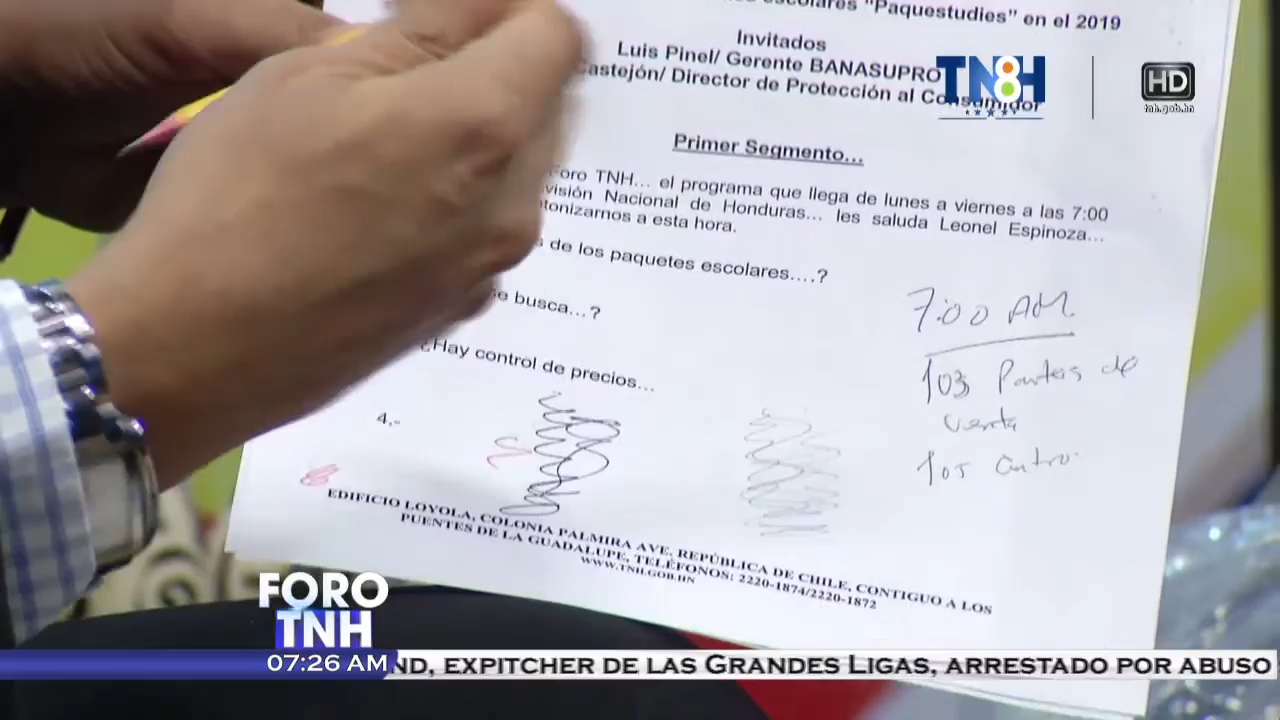 escolares "Paquestudies" en el 2019
Invitados
Luis Pinel/ Gerente BANASUPRO
Castejón/ Director de Protección al Consumidor
TN8H
HD
tnh.gob.hn
Primer Segmento...
Foro TNH... el programa que llega de lunes a viernes a las 7:00
visión Nacional de Honduras... les saluda Leonel Espinoza...
tonizarnos a esta hora.
de los paquetes escolares....?
se busca...?
¿Hay control de precios...
4,-
7:00 AM
103 Puntos de
venta
105
EDIFICIO LOYOLA, COLONIA PALMIRA AVE. REPÚBLICA DE CHILE, CONTIGUO A LOS
PUENTES DE LA GUADALUPE, TELÉFONOS: 2220-1874/2220-1872
WWW.TNH.GOB.HN
FORO
TNH
07:26 AM
ND, EXPITCHER DE LAS GRANDES LIGAS, ARRESTADO POR ABUSO